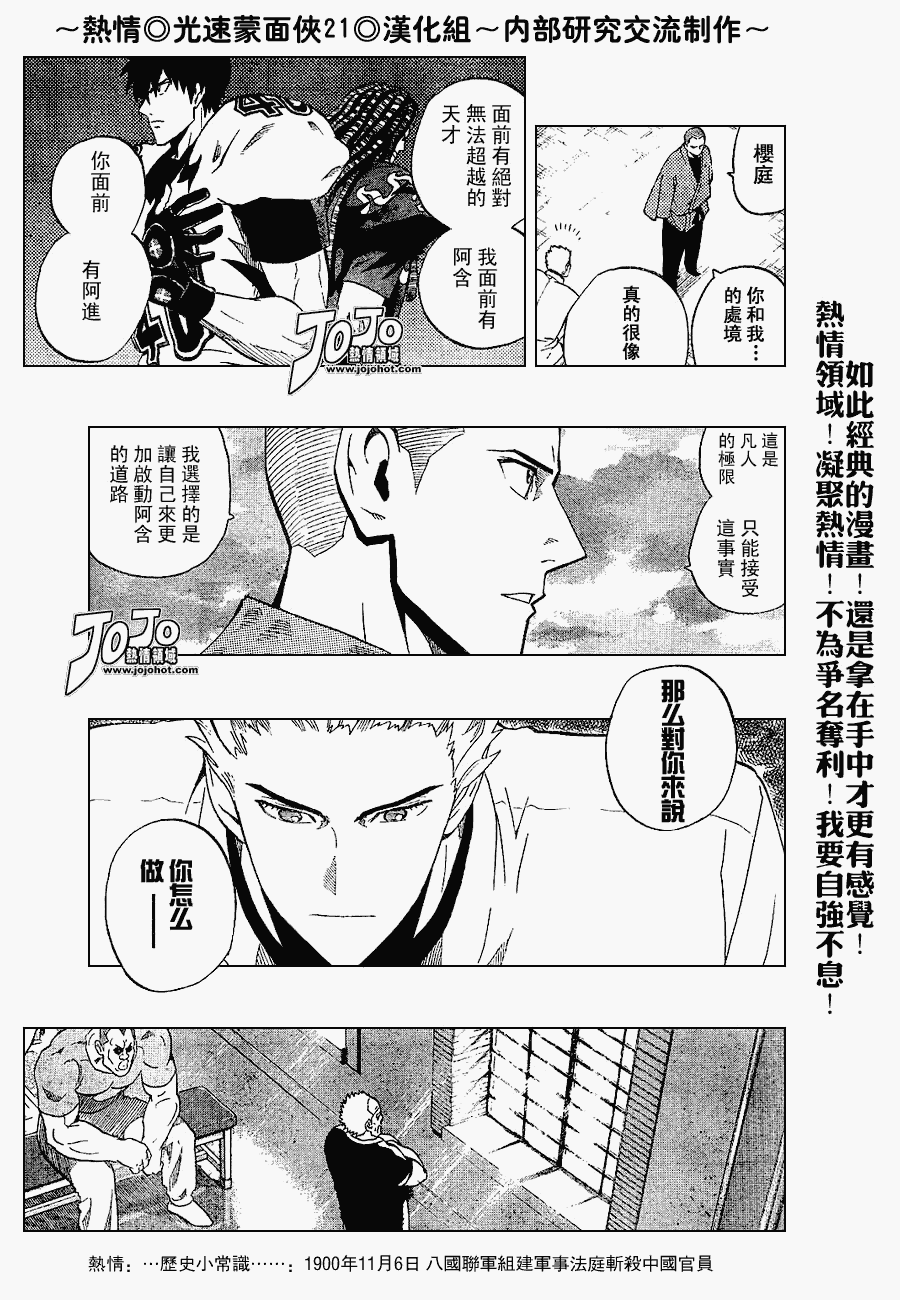 ～熱情◎光速蒙面俠21◎漢化組～内部研究交流制作～
櫻庭
你和我…
的處境
真的很像
面前有絕對
無法超越的
天才
我面前有
阿含
你面前
有阿進
JOJO
熱情領域
www.jojohot.com
這是
凡人
的極限
只能接受
這事實
我選擇的是
讓自己來更
加啟動阿含
的道路
JOJO
熱情領域
www.jojohot.com
那么對你來說
你怎么
做——
如此經典的漫畫！還是拿在手中才更有感覺！
熱情領域！凝聚熱情！不為爭名奪利！我要自強不息！
熱情：…歷史小常識……：1900年11月6日 八國聯軍組建軍事法庭斬殺中國官員